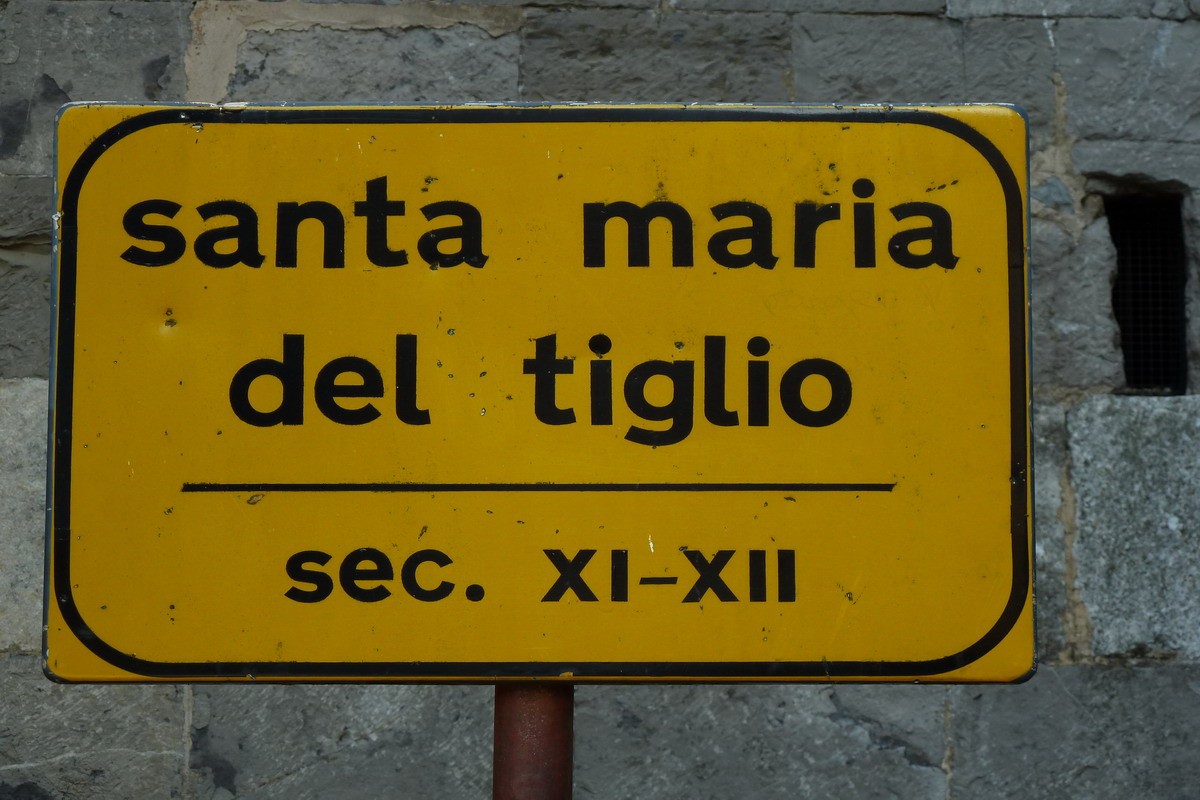 santa maria
del tiglio
sec. XI–XII